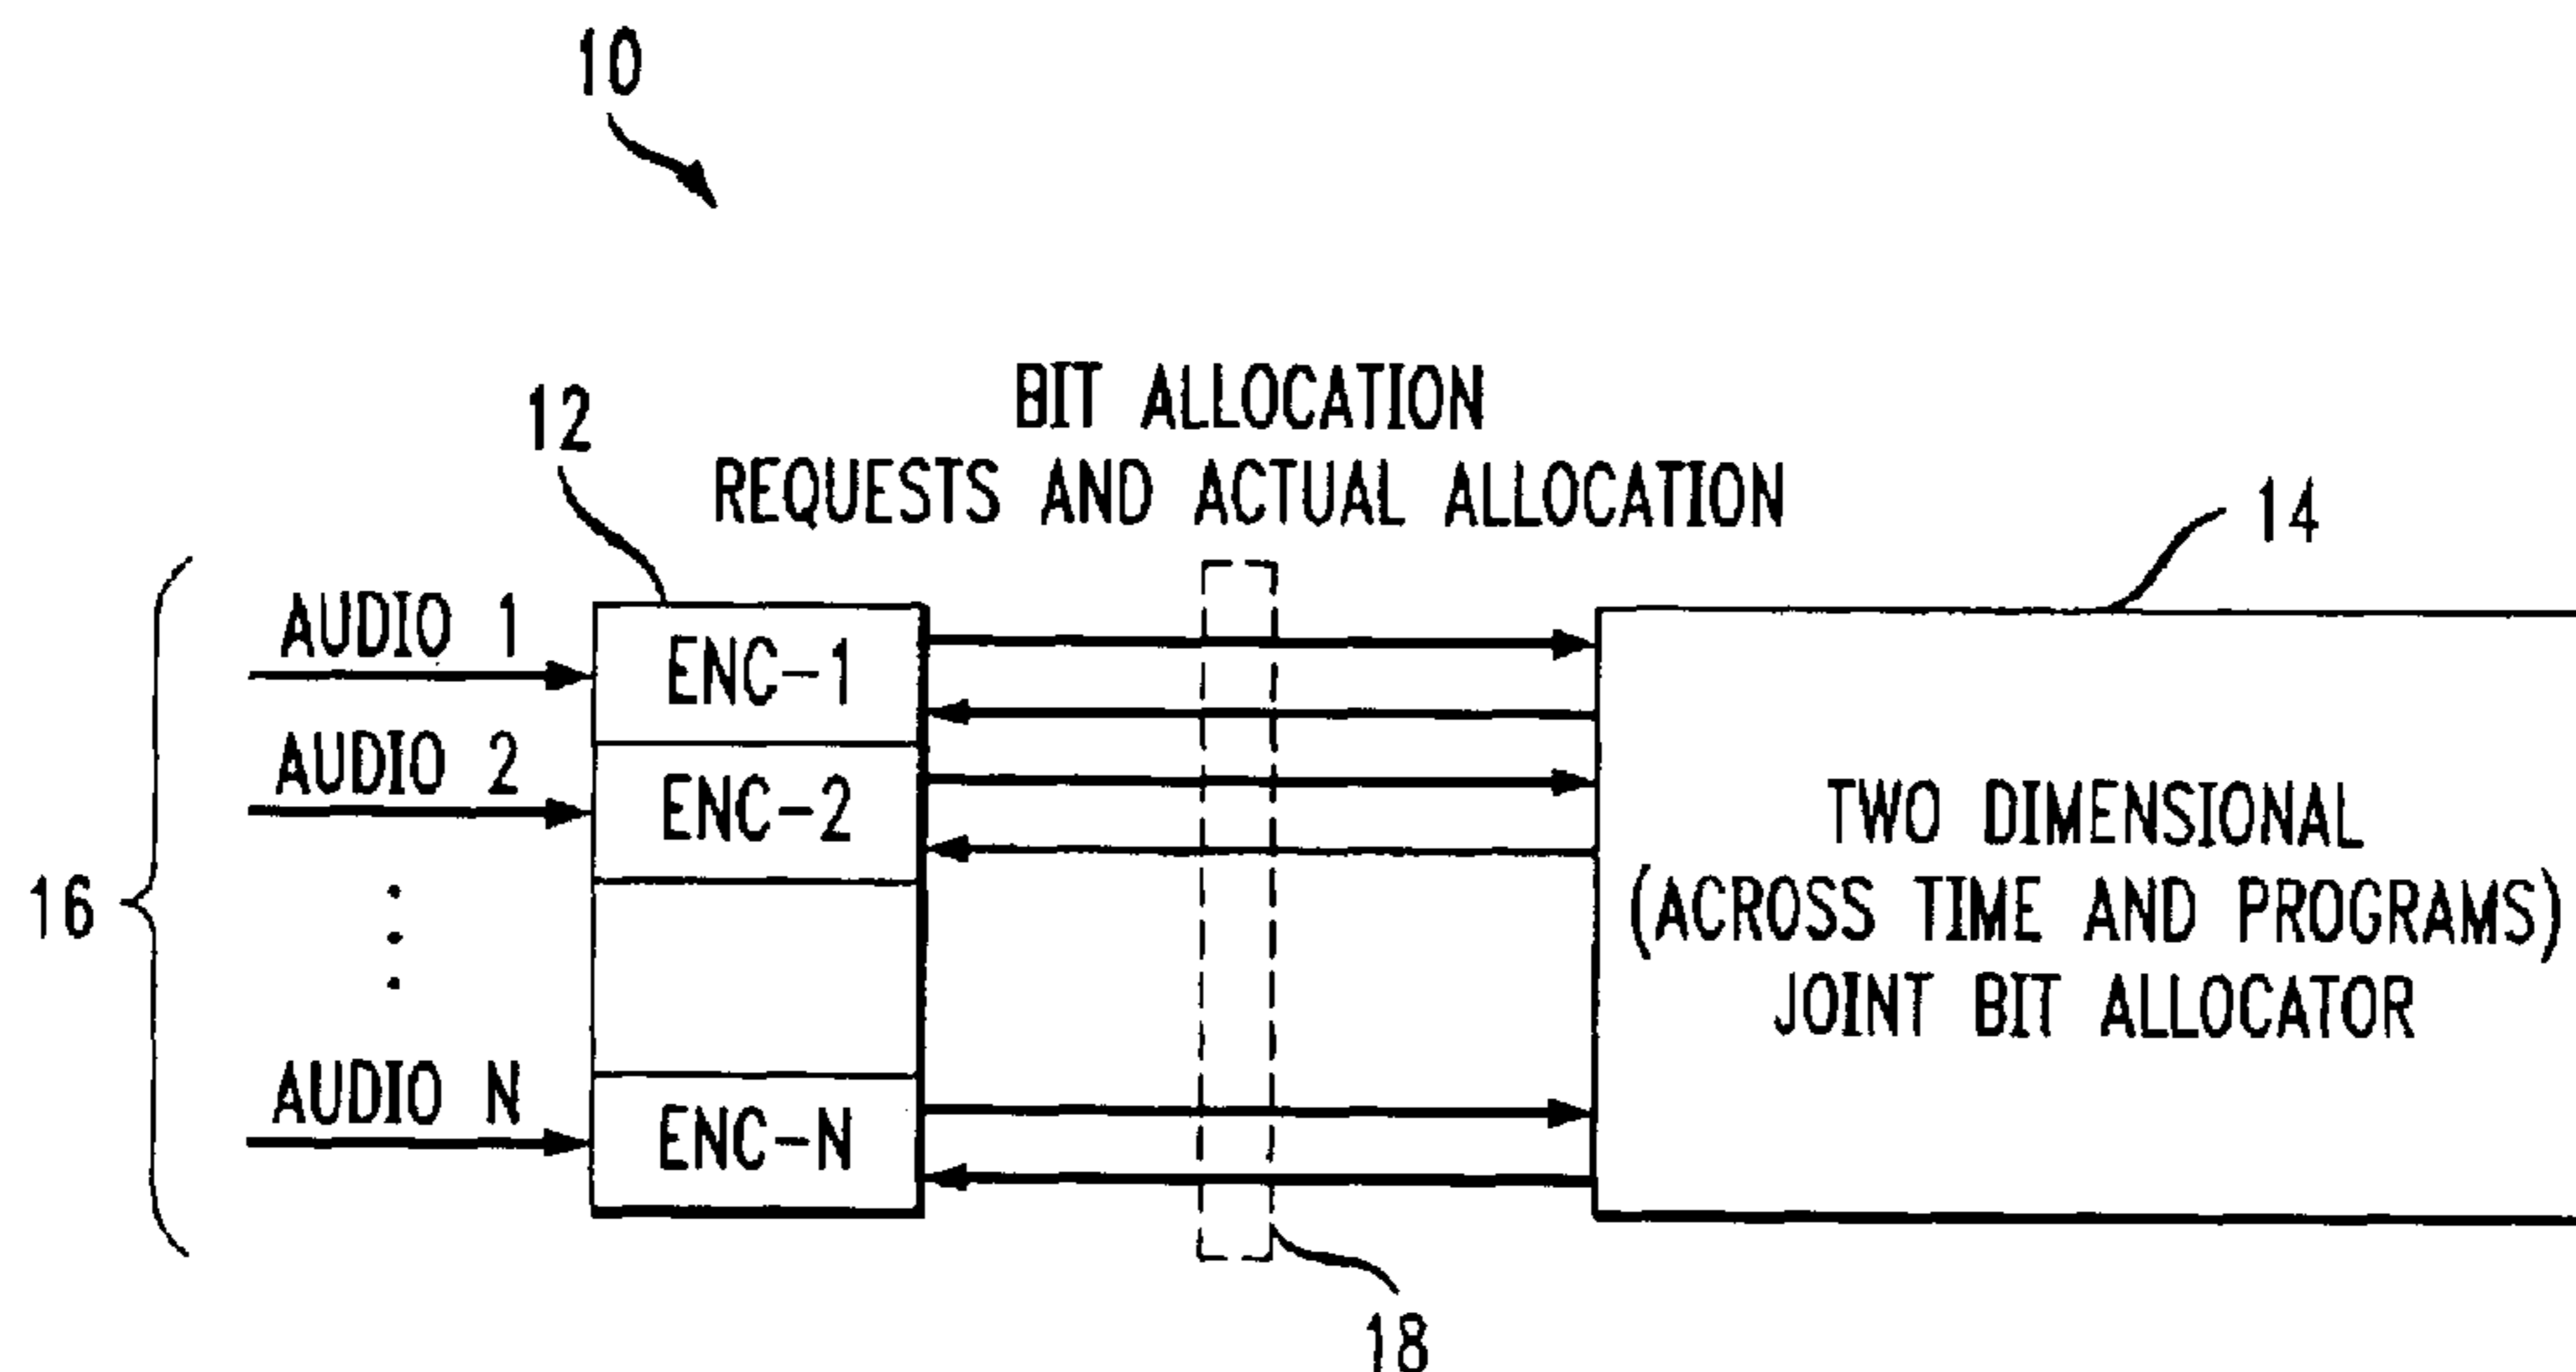 10
BIT ALLOCATION
REQUESTS AND ACTUAL ALLOCATION
12
14
16
AUDIO 1
AUDIO 2
AUDIO N
ENC-1
ENC-2
ENC-N
TWO DIMENSIONAL
(ACROSS TIME AND PROGRAMS)
JOINT BIT ALLOCATOR
18